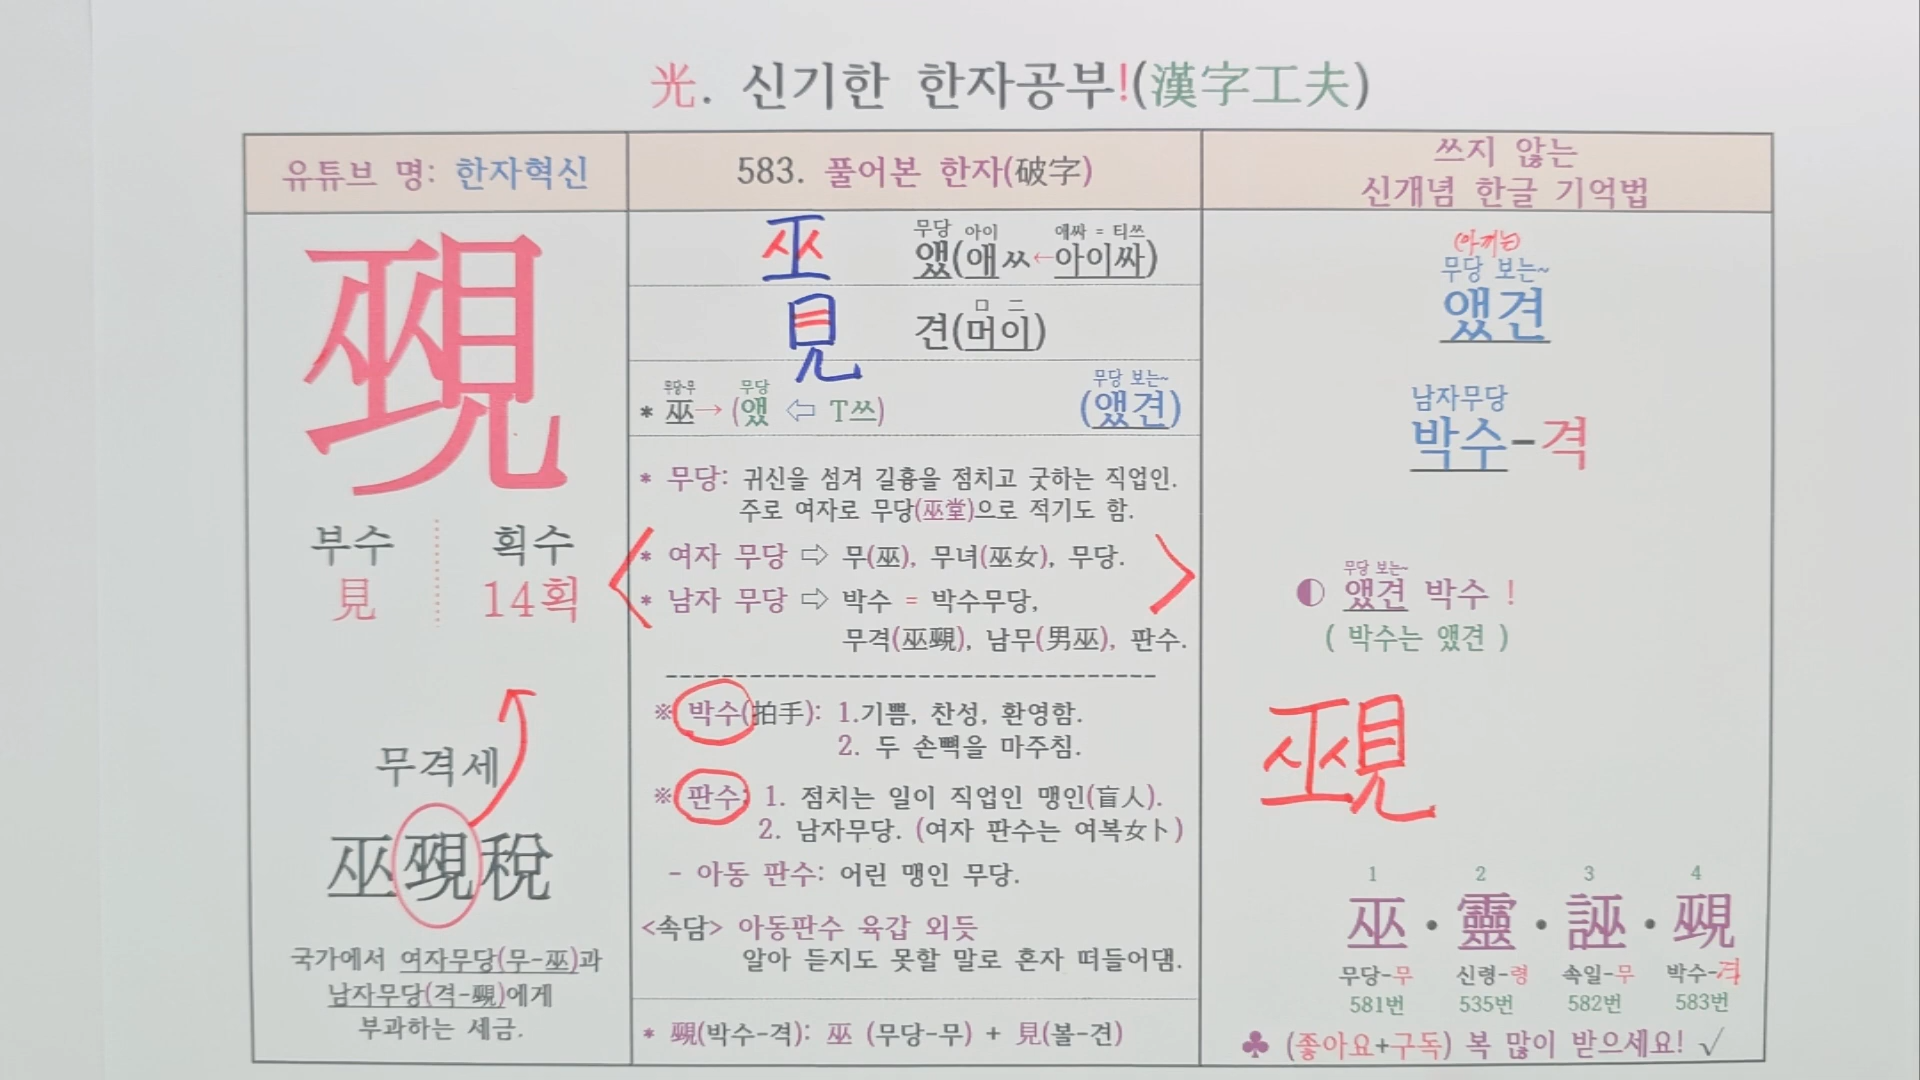 光. 신기한 한자공부!(漢字工夫)
유튜브 명: 한자혁신
583. 풀어본 한자(破字)
쓰지 않는
신개념 한글 기억법
覡
부수
획수
見
14획
무격세
巫覡稅
국가에서 여자무당(무-巫)과
남자무당(격-覡)에게
부과하는 세금.
巫
무당 아이 애싸 = 티쓰
앴(애ㅆ←아이싸)
見
ㅁ 二
견(머이)
무당-무 무당 무당 보는~
* 巫→ (앴 ⇦ T쓰) (앴견)
* 무당: 귀신을 섬겨 길흉을 점치고 굿하는 직업인.
주로 여자로 무당(巫堂)으로 적기도 함.
* 여자 무당 ⇨ 무(巫), 무녀(巫女), 무당.
* 남자 무당 ⇨ 박수 = 박수무당,
무격(巫覡), 남무(男巫), 판수.
※ 박수(拍手): 1.기쁨, 찬성, 환영함.
2. 두 손뼉을 마주침.
※ 판수: 1. 점치는 일이 직업인 맹인(盲人).
2. 남자무당. (여자 판수는 여복女卜)
- 아동 판수: 어린 맹인 무당.
<속담> 아동판수 육갑 외듯
알아 듣지도 못할 말로 혼자 떠들어댐.
* 覡(박수-격): 巫 (무당-무) + 見(볼-견)
(아끼는)
무당 보는~
앴견
남자무당
박수-격
무당 보는~
◐ 앴견 박수 !
( 박수는 앴견 )
覡
1 2 3 4
巫 · 靈 · 誣 · 覡
무당-무 신령-령 속일-무 박수-격
581번 535번 582번 583번
♣ (좋아요+구독) 복 많이 받으세요! √